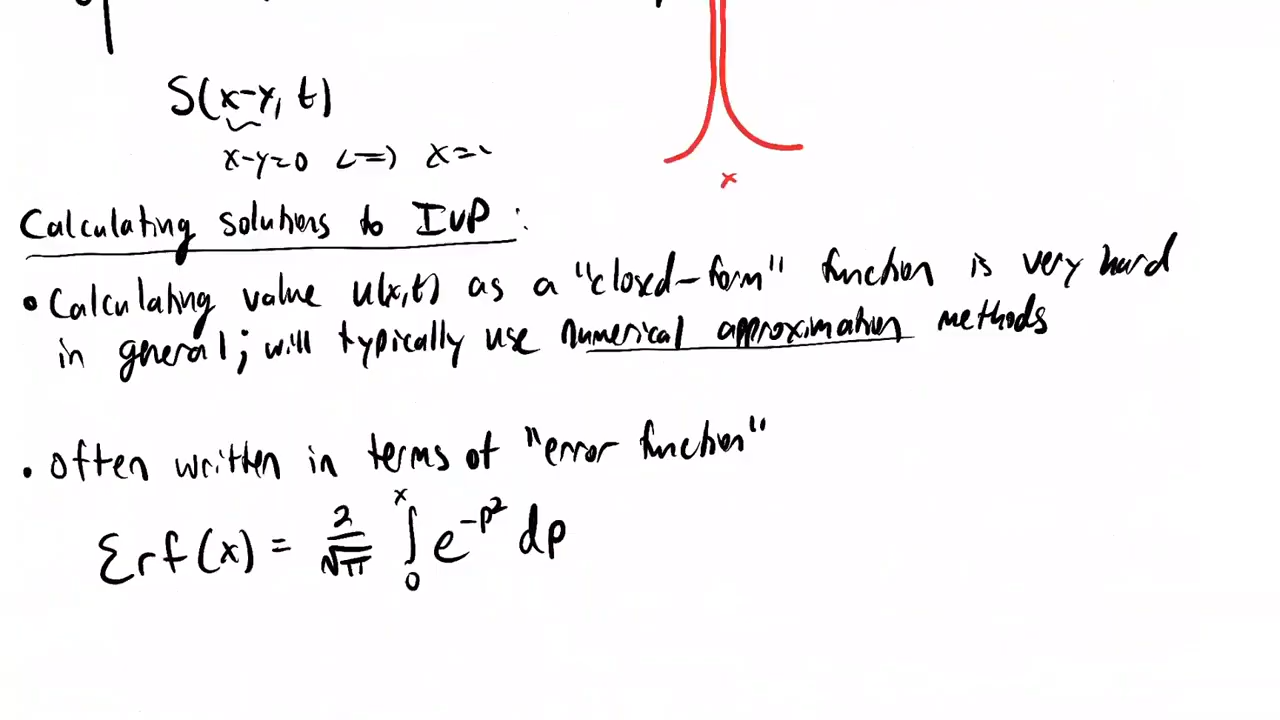 S(x-y, t)
x-y=0 <=> x=
x
Calculating solutions to IVP :
• Calculating value u(x,t) as a "closed-form" function is very hard
in general; will typically use numerical approximation methods
• often written in terms of "error function"
Erf(x) = 2/√π ∫₀ˣ e^{-p²} dp